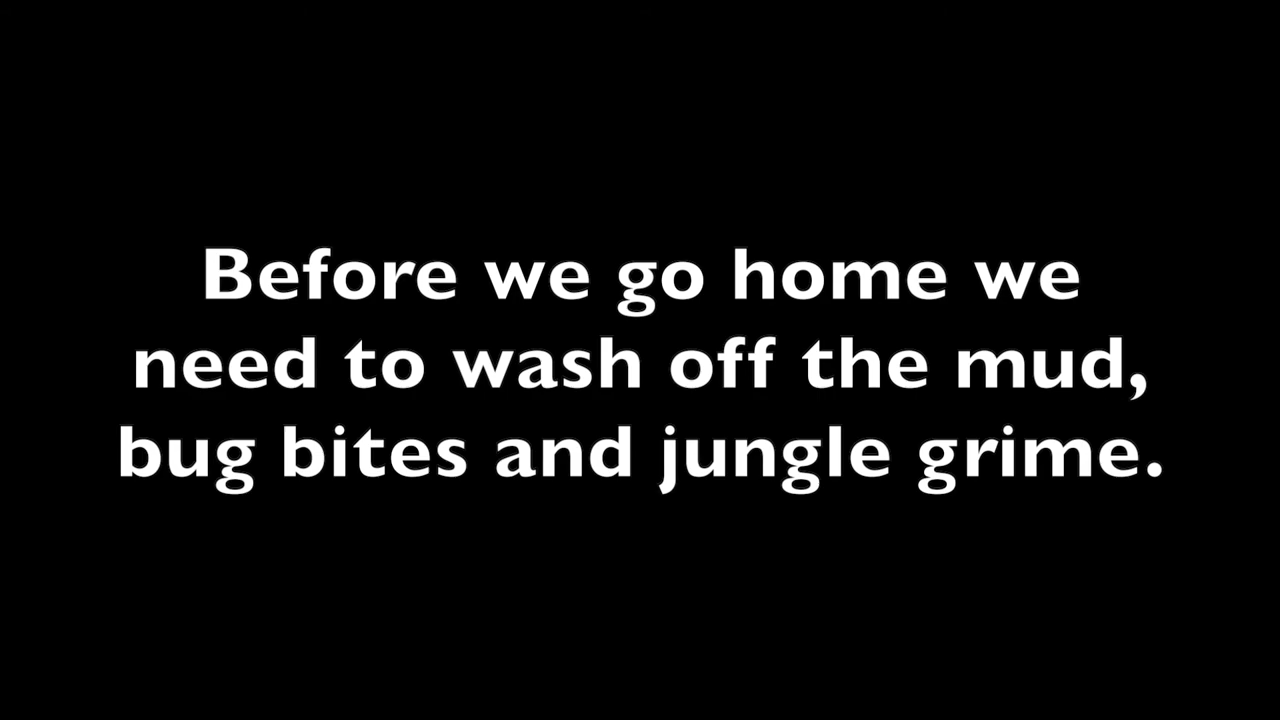 Before we go home we
need to wash off the mud,
bug bites and jungle grime.